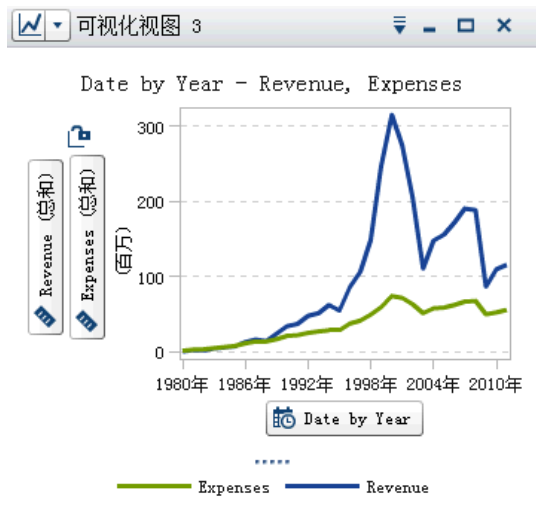 可视化视图 3
Date by Year - Revenue, Expenses
Revenue (总和)
Expenses (总和)
(百万)
300
200
100
0
1980年 1986年 1992年 1998年 2004年 2010年
Date by Year
Expenses Revenue